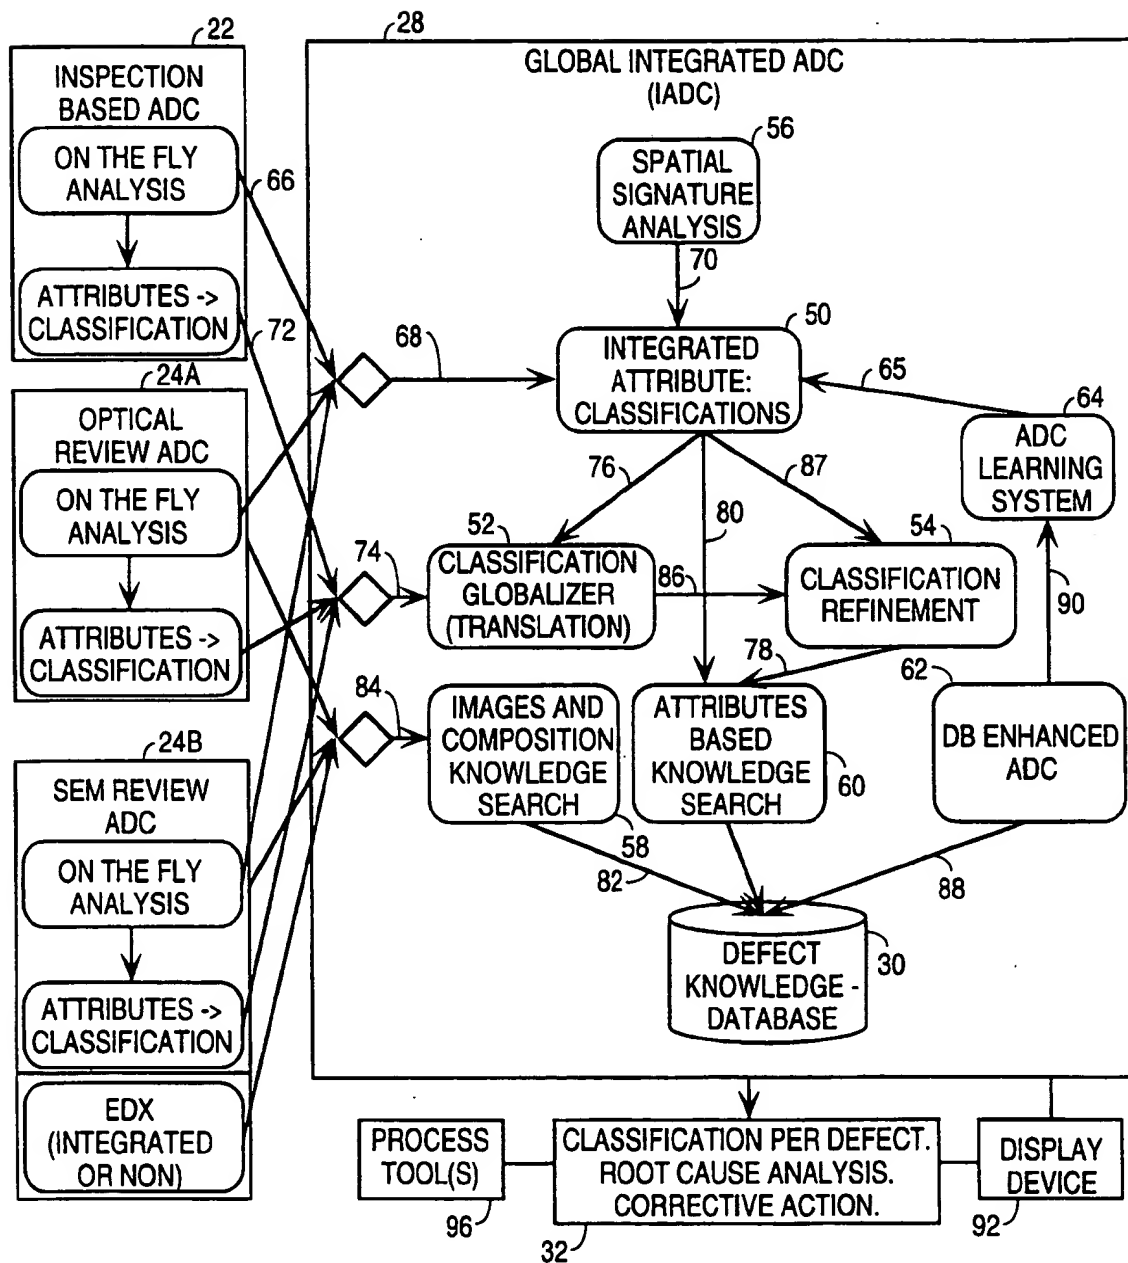 22
INSPECTION
BASED ADC
ON THE FLY
ANALYSIS
ATTRIBUTES ->
CLASSIFICATION
24A
OPTICAL
REVIEW ADC
ON THE FLY
ANALYSIS
ATTRIBUTES ->
CLASSIFICATION
24B
SEM REVIEW
ADC
ON THE FLY
ANALYSIS
ATTRIBUTES ->
CLASSIFICATION
EDX
(INTEGRATED
OR NON)
66
72
28
GLOBAL INTEGRATED ADC
(IADC)
56
SPATIAL
SIGNATURE
ANALYSIS
70
50
68
INTEGRATED
ATTRIBUTE:
CLASSIFICATIONS
65
64
ADC
LEARNING
SYSTEM
76
80
87
52
54
74
CLASSIFICATION
GLOBALIZER
(TRANSLATION)
86
CLASSIFICATION
REFINEMENT
90
78
62
84
IMAGES AND
COMPOSITION
KNOWLEDGE
SEARCH
58
ATTRIBUTES
BASED
KNOWLEDGE
SEARCH
60
DB ENHANCED
ADC
82
88
DEFECT
KNOWLEDGE -
DATABASE
30
PROCESS
TOOL(S)
96
CLASSIFICATION PER DEFECT.
ROOT CAUSE ANALYSIS.
CORRECTIVE ACTION.
32
DISPLAY
DEVICE
92